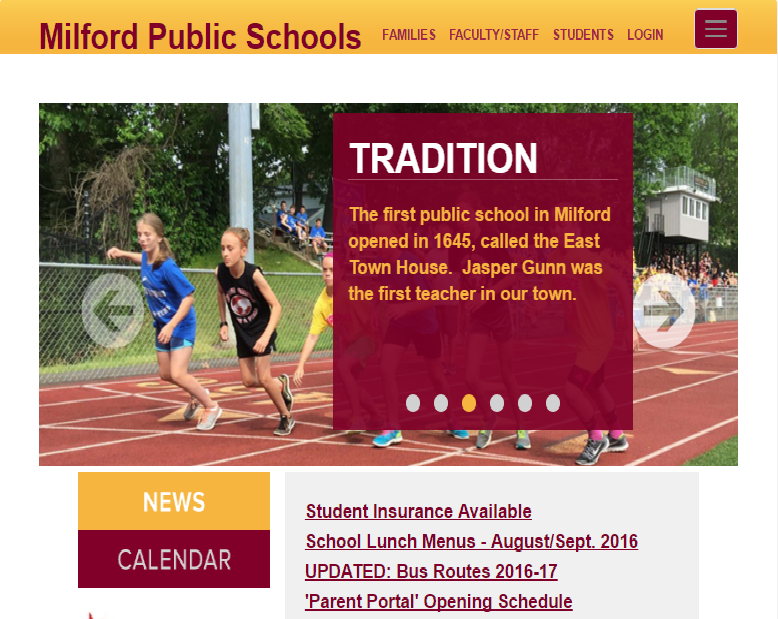 Milford Public Schools
FAMILIES FACULTY/STAFF STUDENTS LOGIN
TRADITION
The first public school in Milford
opened in 1645, called the East
Town House. Jasper Gunn was
the first teacher in our town.
NEWS
CALENDAR
Student Insurance Available
School Lunch Menus - August/Sept. 2016
UPDATED: Bus Routes 2016-17
'Parent Portal' Opening Schedule